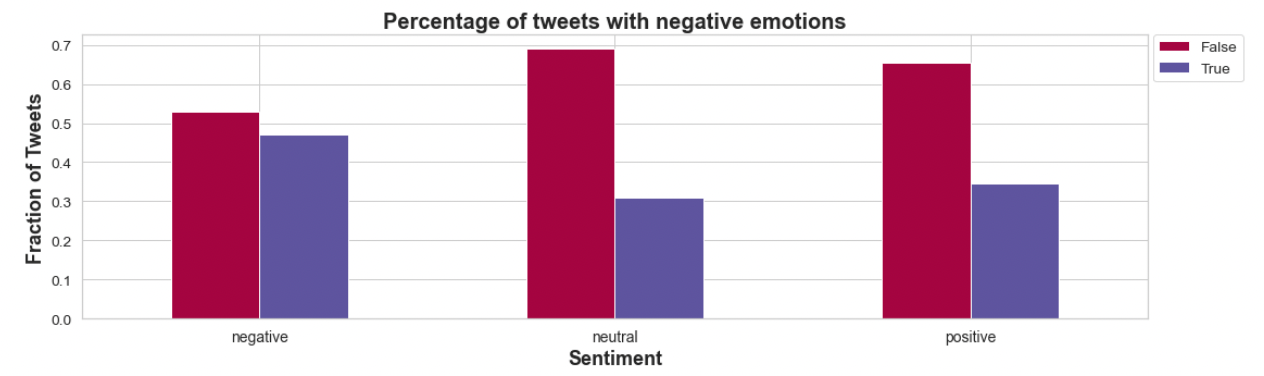 Percentage of tweets with negative emotions
False
True
Fraction of Tweets
0.7
0.6
0.5
0.4
0.3
0.2
0.1
0.0
negative neutral positive
Sentiment